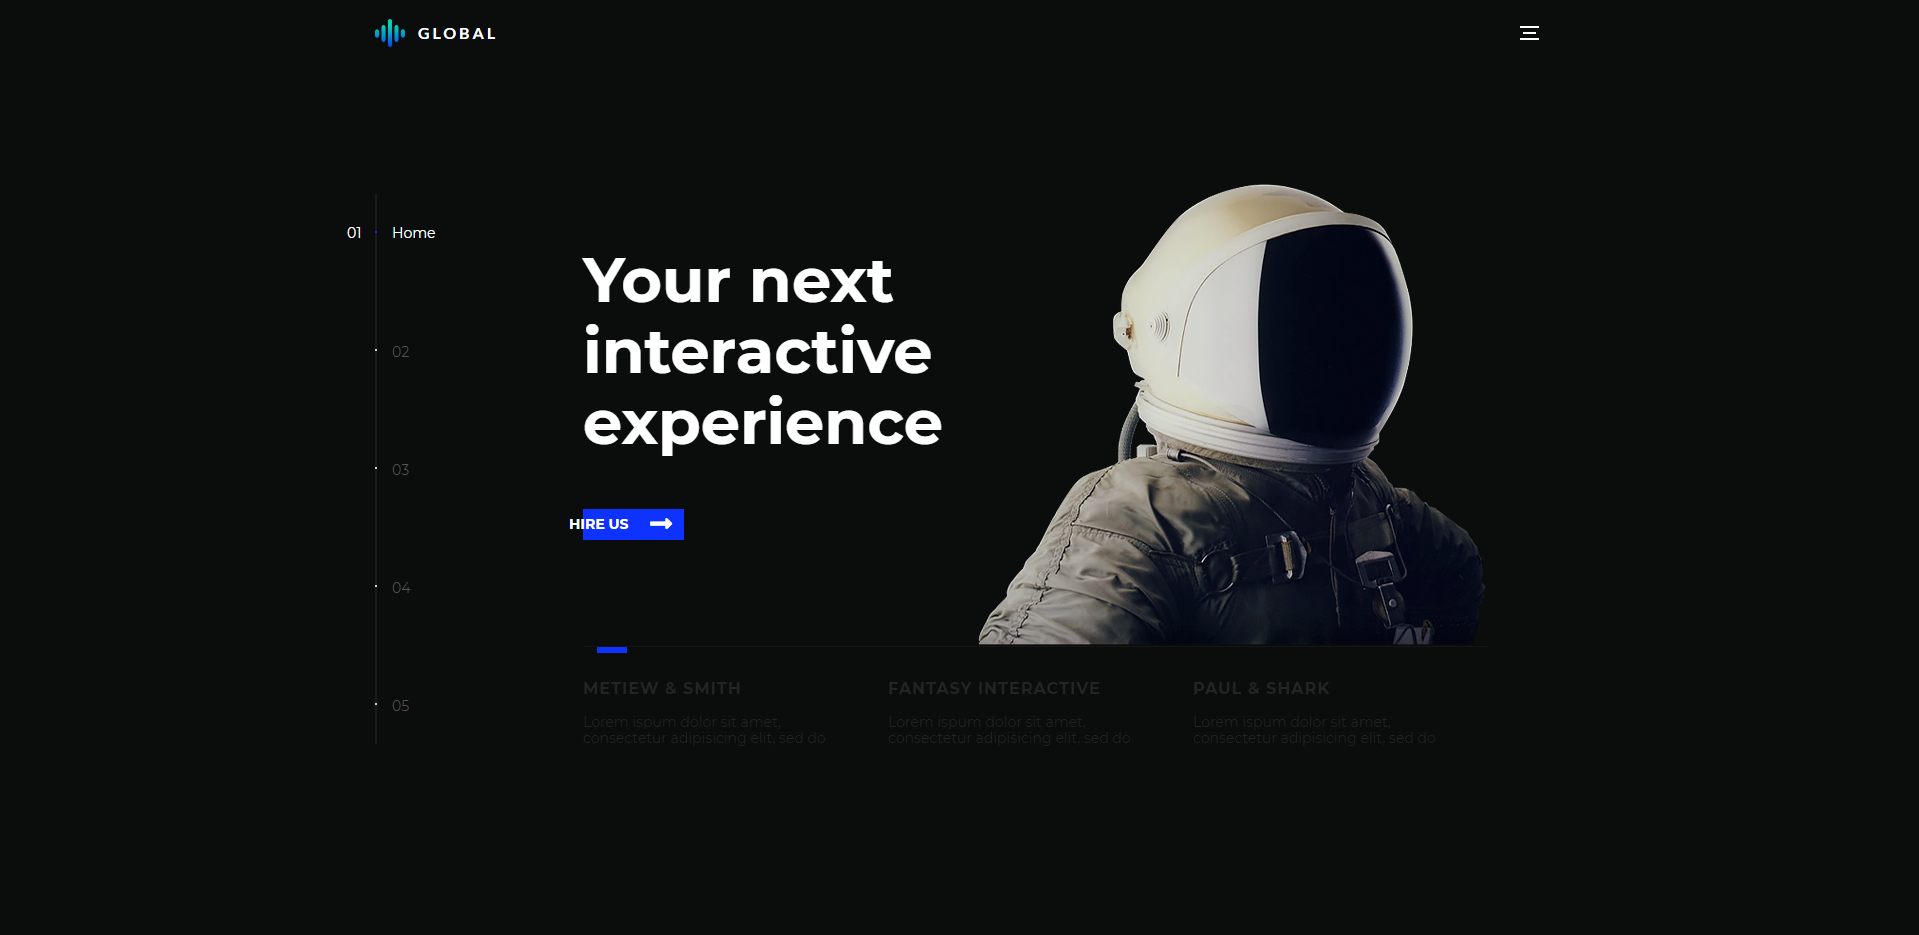 GLOBAL
01 Home
Your next
interactive
experience
02
03
HIRE US
04
METIEW & SMITH
Lorem ispum dolor sit amet,
consectetur adipisicing elit, sed do
FANTASY INTERACTIVE
Lorem ispum dolor sit amet,
consectetur adipisicing elit, sed do
PAUL & SHARK
Lorem ispum dolor sit amet,
consectetur adipisicing elit, sed do
05